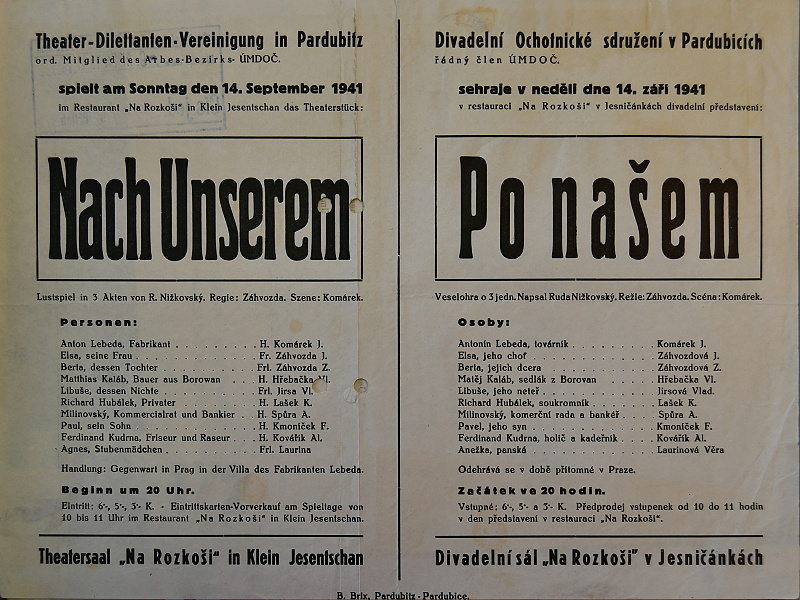 Theater-Dilettanten-Vereinigung in Pardubitz
ord. Mitglied des Arbes-Bezirks- ÚMDOČ.
spielt am Sonntag den 14. September 1941
im Restaurant „Na Rozkoši“ in Klein Jesentschan das Theaterstück:
Nach Unserem
Lustspiel in 3 Akten von R. Nižkovský. Regie: Záhvozda. Szene: Komárek.
Personen:
Anton Lebeda, Fabrikant . . . . . . . . . H. Komárek J.
Elsa, seine Frau . . . . . . . . . . . . . Fr. Záhvozda J.
Berta, dessen Tochter . . . . . . . . . . Frl. Záhvozda Z.
Matthias Kaláb, Bauer aus Borowan . . . H. Hřebačka Vl.
Libuše, dessen Nichte . . . . . . . . . . Frl. Jirsa Vl.
Richard Hubálek, Privater . . . . . . . . H. Lašek K.
Milinovský, Kommerzialrat und Bankier . H. Spůra A.
Paul, sein Sohn . . . . . . . . . . . . . H. Kmoníček F.
Ferdinand Kudrna, Friseur und Raseur . . H. Kovářík Al.
Agnes, Stubenmädchen . . . . . . . . . . Frl. Laurina
Handlung: Gegenwart in Prag in der Villa des Fabrikanten Lebeda.
Beginn um 20 Uhr.
Eintritt: 6·-, 5·-, 3·- K. - Eintrittskarten-Vorverkauf am Spieltage von
10 bis 11 Uhr im Restaurant „Na Rozkoši“ in Klein Jesentschan.
Theatersaal „Na Rozkoši“ in Klein Jesentschan
Divadelní Ochotnické sdružení v Pardubicích
řádný člen ÚMDOČ.
sehraje v neděli dne 14. září 1941
v restauraci „Na Rozkoši“ v Jesničánkách divadelní představení:
Po našem
Veselohra o 3 jedn. Napsal Ruda Nižkovský. Režie: Záhvozda. Scéna: Komárek.
Osoby:
Antonín Lebeda, továrník . . . . . . . . . Komárek J.
Elsa, jeho choť . . . . . . . . . . . . . Záhvozdová J.
Berta, jejich dcera . . . . . . . . . . . Záhvozdová Z.
Matěj Kaláb, sedlák z Borovan . . . . . . Hřebačka Vl.
Libuše, jeho neteř . . . . . . . . . . . . Jirsová Vlad.
Richard Hubálek, soukromník . . . . . . . Lašek K.
Milinovský, komerční rada a bankéř . . . . Spůra A.
Pavel, jeho syn . . . . . . . . . . . . . Kmoníček F.
Ferdinand Kudrna, holič a kadeřník . . . . Kovářík Al.
Anežka, panská . . . . . . . . . . . . . . Laurinová Věra
Odehrává se v době přítomné v Praze.
Začátek ve 20 hodin.
Vstupné: 6·-, 5·- a 3·- K. Předprodej vstupenek od 10 do 11 hodin
v den představení v restauraci „Na Rozkoši“.
Divadelní sál „Na Rozkoši“ v Jesničánkách
B. Brix, Pardubitz - Pardubice.